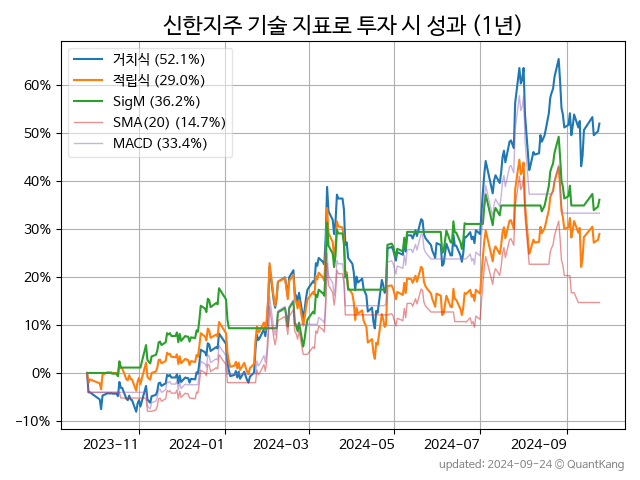 신한지주 기술 지표로 투자 시 성과 (1년)
거치식 (52.1%)
적립식 (29.0%)
SigM (36.2%)
SMA(20) (14.7%)
MACD (33.4%)
60%
50%
40%
30%
20%
10%
0%
−10%
2023−11
2024−01
2024−03
2024−05
2024−07
2024−09
updated: 2024−09−24 ⓒ QuantKang